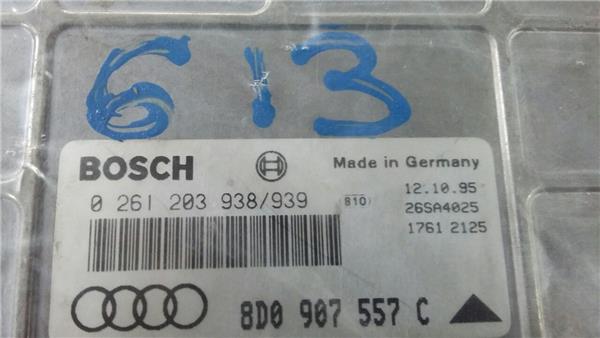 613
BOSCH
Made in Germany
0 261 203 938/939
B10)
12.10.95
26SA4025
1761 2125
8D0 907 557 C